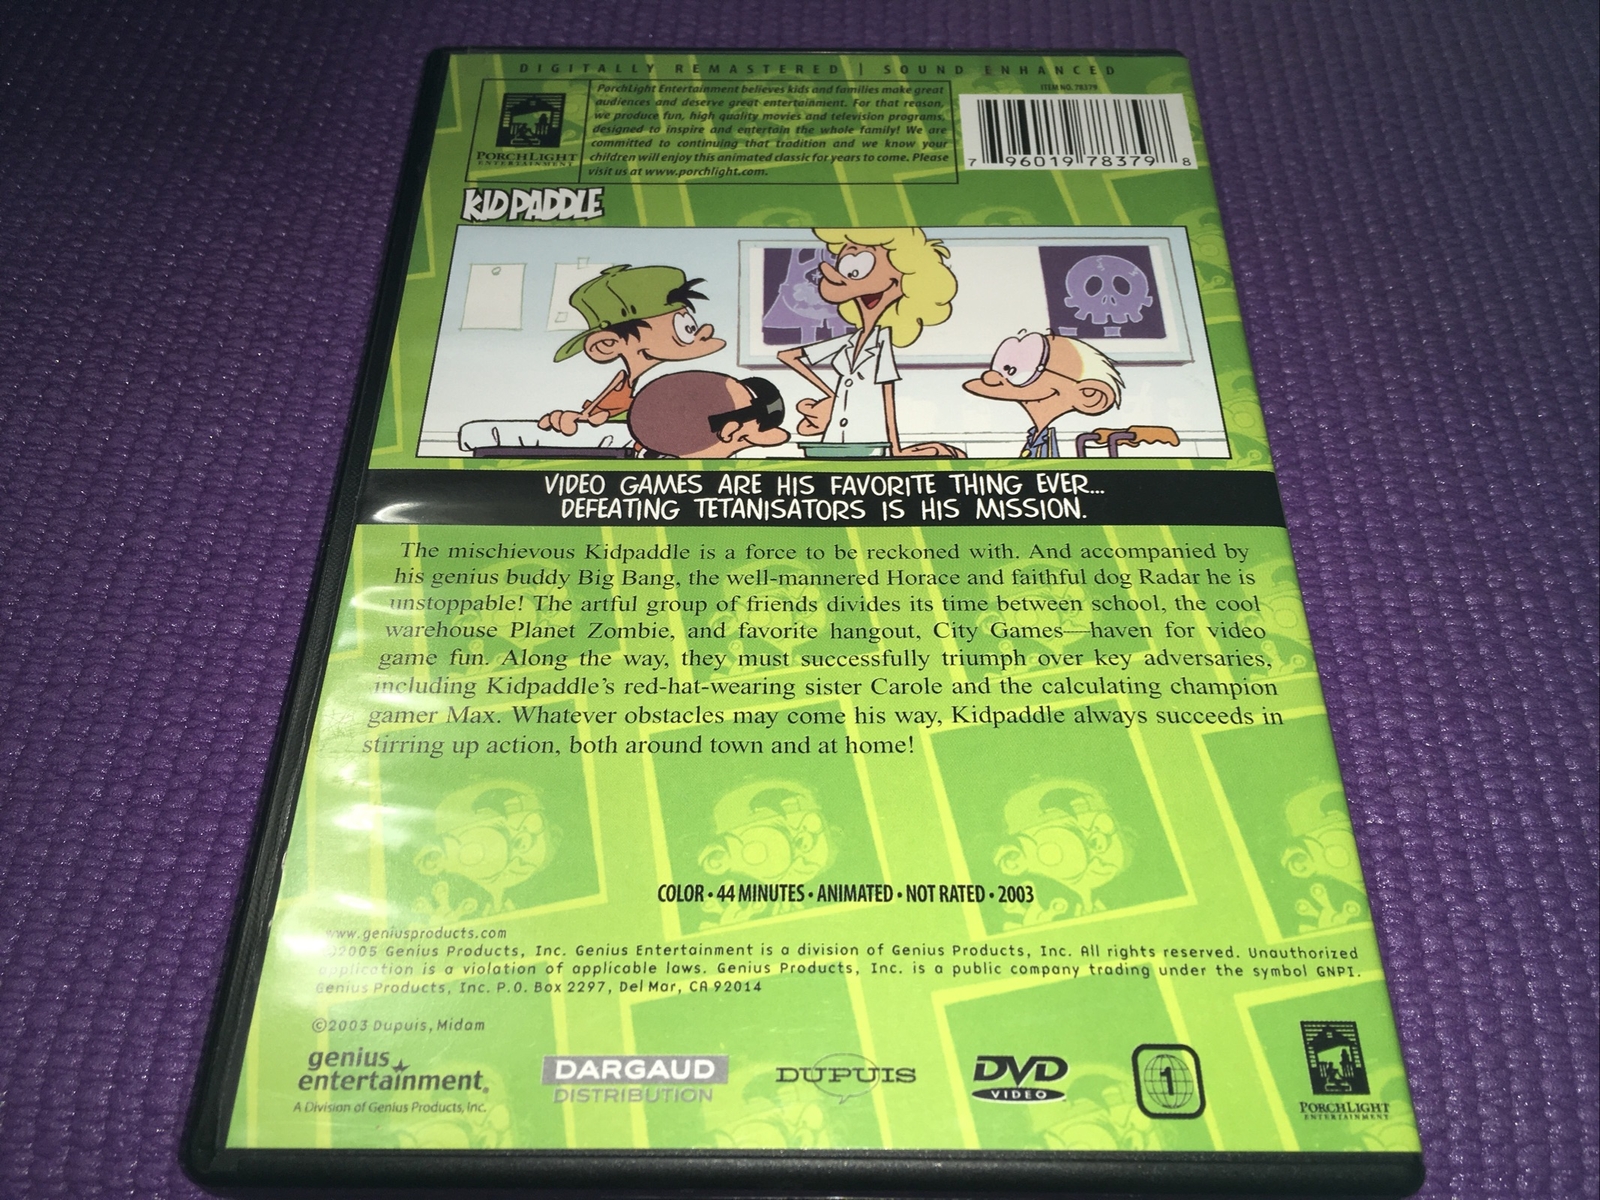 DIGITALLY REMASTERED | SOUND ENHANCED
ITEM NO. 78379
PorchLight Entertainment believes kids and families make great
audiences and deserve great entertainment. For that reason,
we produce fun, high quality movies and television programs,
designed to inspire and entertain the whole family! We are
committed to continuing that tradition and we know your
children will enjoy this animated classic for years to come. Please
visit us at www.porchlight.com.
PORCHLIGHT
ENTERTAINMENT
7 96019 78379 8
KID PADDLE
VIDEO GAMES ARE HIS FAVORITE THING EVER...
DEFEATING TETANISATORS IS HIS MISSION.
The mischievous Kidpaddle is a force to be reckoned with. And accompanied by
his genius buddy Big Bang, the well-mannered Horace and faithful dog Radar he is
unstoppable! The artful group of friends divides its time between school, the cool
warehouse Planet Zombie, and favorite hangout, City Games—haven for video
game fun. Along the way, they must successfully triumph over key adversaries,
including Kidpaddle's red-hat-wearing sister Carole and the calculating champion
gamer Max. Whatever obstacles may come his way, Kidpaddle always succeeds in
stirring up action, both around town and at home!
COLOR • 44 MINUTES • ANIMATED • NOT RATED • 2003
www.geniusproducts.com
©2005 Genius Products, Inc. Genius Entertainment is a division of Genius Products, Inc. All rights reserved. Unauthorized
application is a violation of applicable laws. Genius Products, Inc. is a public company trading under the symbol GNPI.
Genius Products, Inc. P.O. Box 2297, Del Mar, CA 92014
©2003 Dupuis, Midam
genius
entertainment.
A Division of Genius Products, Inc.
DARGAUD
DISTRIBUTION
DUPUIS
DVD
VIDEO
1
PORCHLIGHT
ENTERTAINMENT